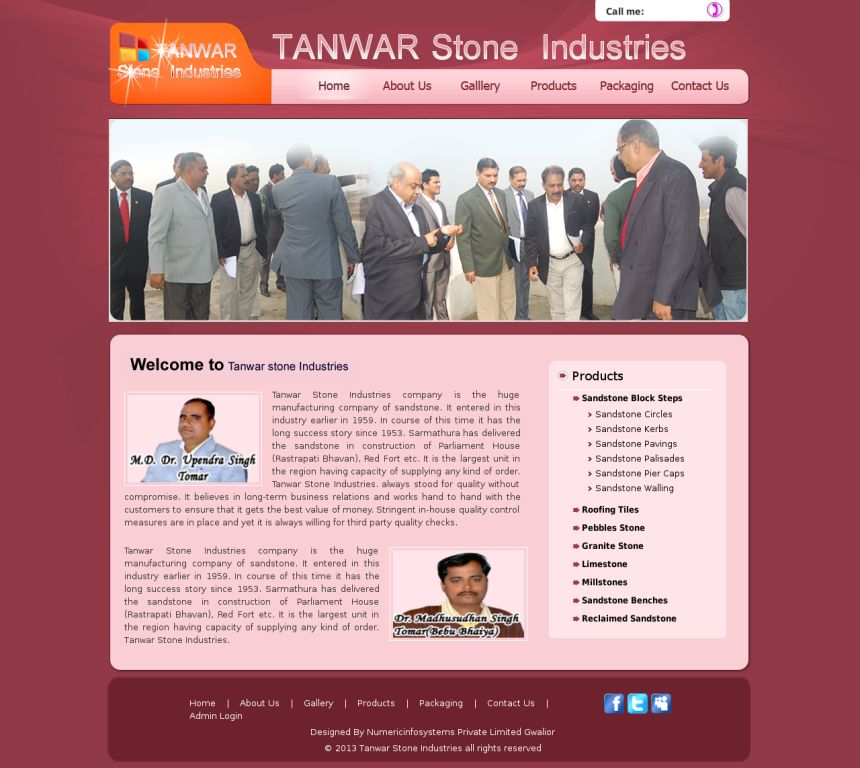 Call me:
TANWAR
Stone Industries
TANWAR Stone Industries
Home About Us Galllery Products Packaging Contact Us
Welcome to Tanwar stone Industries
M.D. Dr. Upendra Singh
Tomar
Tanwar Stone Industries company is the huge
manufacturing company of sandstone. It entered in this
industry earlier in 1959. In course of this time it has the
long success story since 1953. Sarmathura has delivered
the sandstone in construction of Parliament House
(Rastrapati Bhavan), Red Fort etc. It is the largest unit in
the region having capacity of supplying any kind of order.
Tanwar Stone Industries. always stood for quality without
compromise. It believes in long-term business relations and works hand to hand with the
customers to ensure that it gets the best value of money. Stringent in-house quality control
measures are in place and yet it is always willing for third party quality checks.
Tanwar Stone Industries company is the huge
manufacturing company of sandstone. It entered in this
industry earlier in 1959. In course of this time it has the
long success story since 1953. Sarmathura has delivered
the sandstone in construction of Parliament House
(Rastrapati Bhavan), Red Fort etc. It is the largest unit in
the region having capacity of supplying any kind of order.
Tanwar Stone Industries.
Dr. Madhusudhan Singh
Tomar(Bebu Bhaiya)
Products
Sandstone Block Steps
Sandstone Circles
Sandstone Kerbs
Sandstone Pavings
Sandstone Palisades
Sandstone Pier Caps
Sandstone Walling
Roofing Tiles
Pebbles Stone
Granite Stone
Limestone
Millstones
Sandstone Benches
Reclaimed Sandstone
Home | About Us | Gallery | Products | Packaging | Contact Us |
Admin Login
Designed By Numericinfosystems Private Limited Gwalior
© 2013 Tanwar Stone Industries all rights reserved